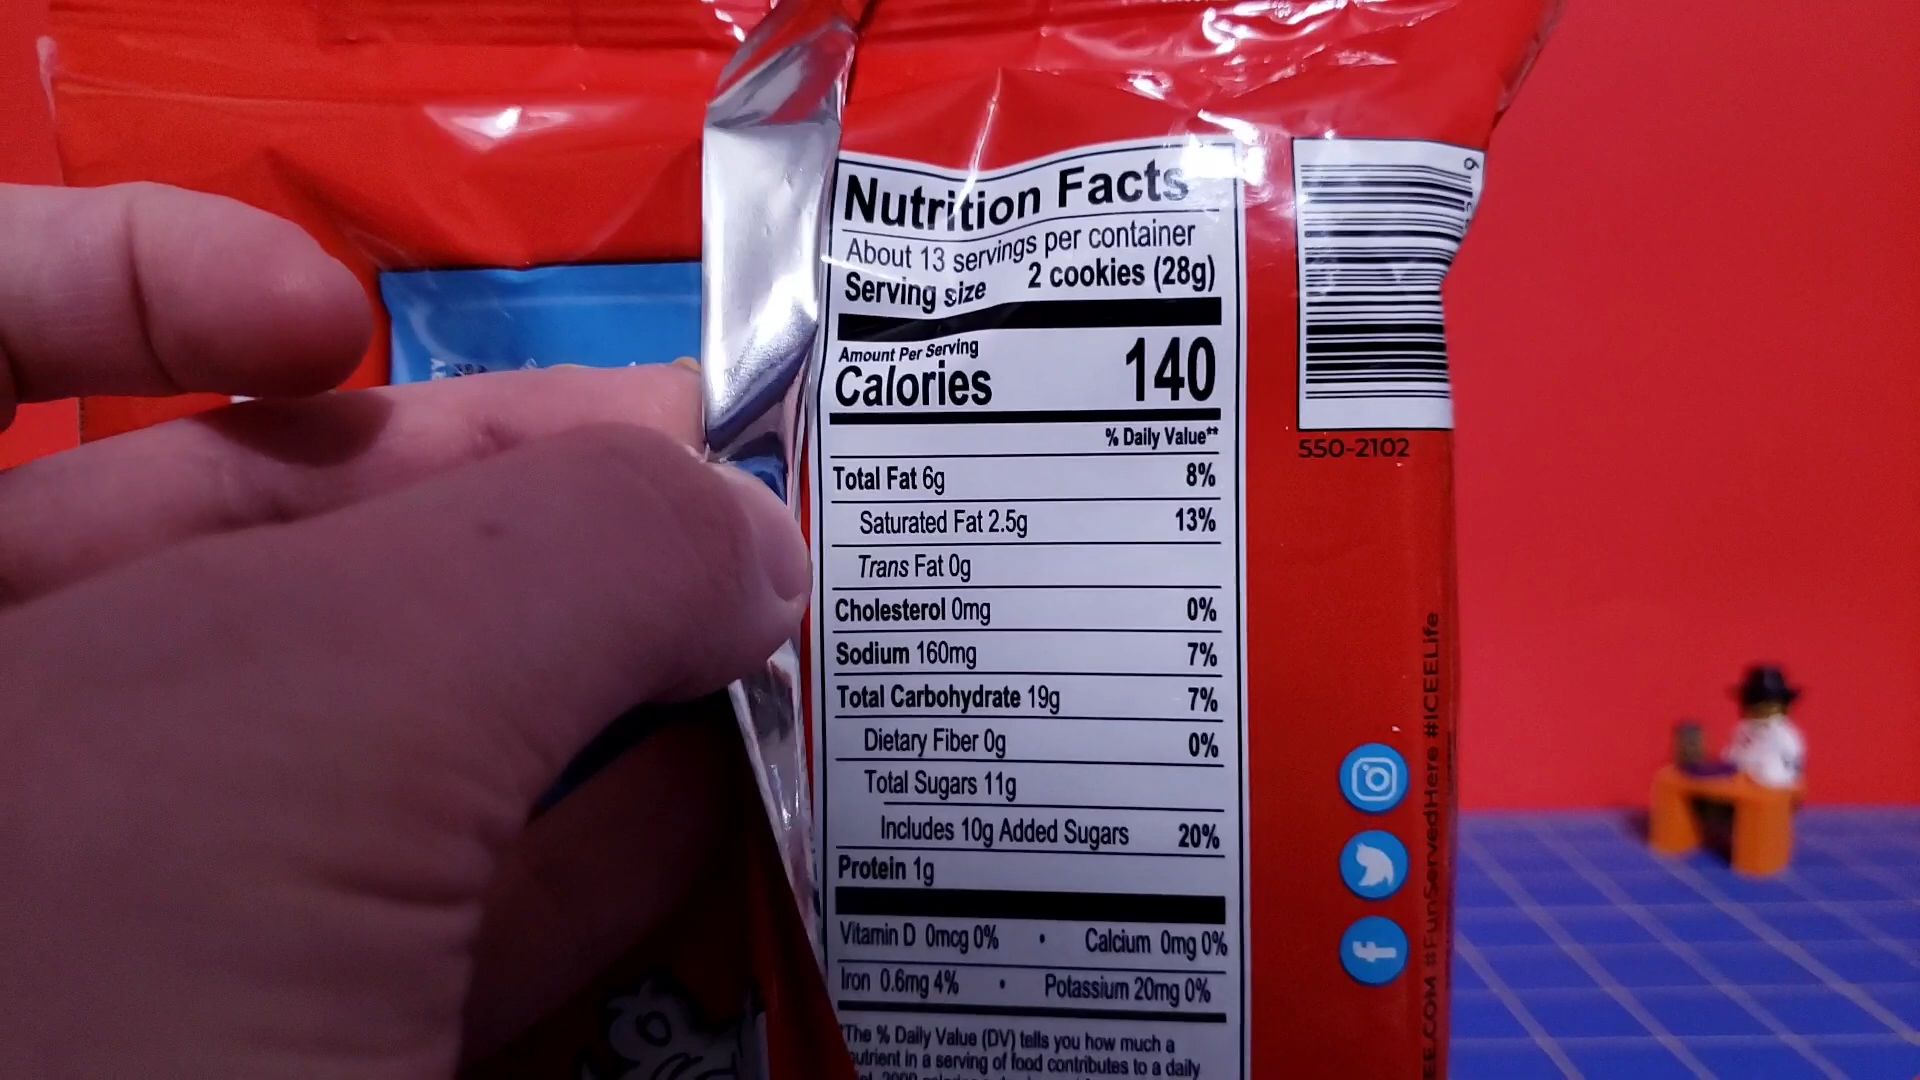 Nutrition Facts
About 13 servings per container
Serving size 2 cookies (28g)
Amount Per Serving
Calories 140
% Daily Value**
Total Fat 6g 8%
Saturated Fat 2.5g 13%
Trans Fat 0g
Cholesterol 0mg 0%
Sodium 160mg 7%
Total Carbohydrate 19g 7%
Dietary Fiber 0g 0%
Total Sugars 11g
Includes 10g Added Sugars 20%
Protein 1g
Vitamin D 0mcg 0% • Calcium 0mg 0%
Iron 0.6mg 4% • Potassium 20mg 0%
The % Daily Value (DV) tells you how much a
nutrient in a serving of food contributes to a daily
550-2102
EE.COM #FunServedHere #ICEELife